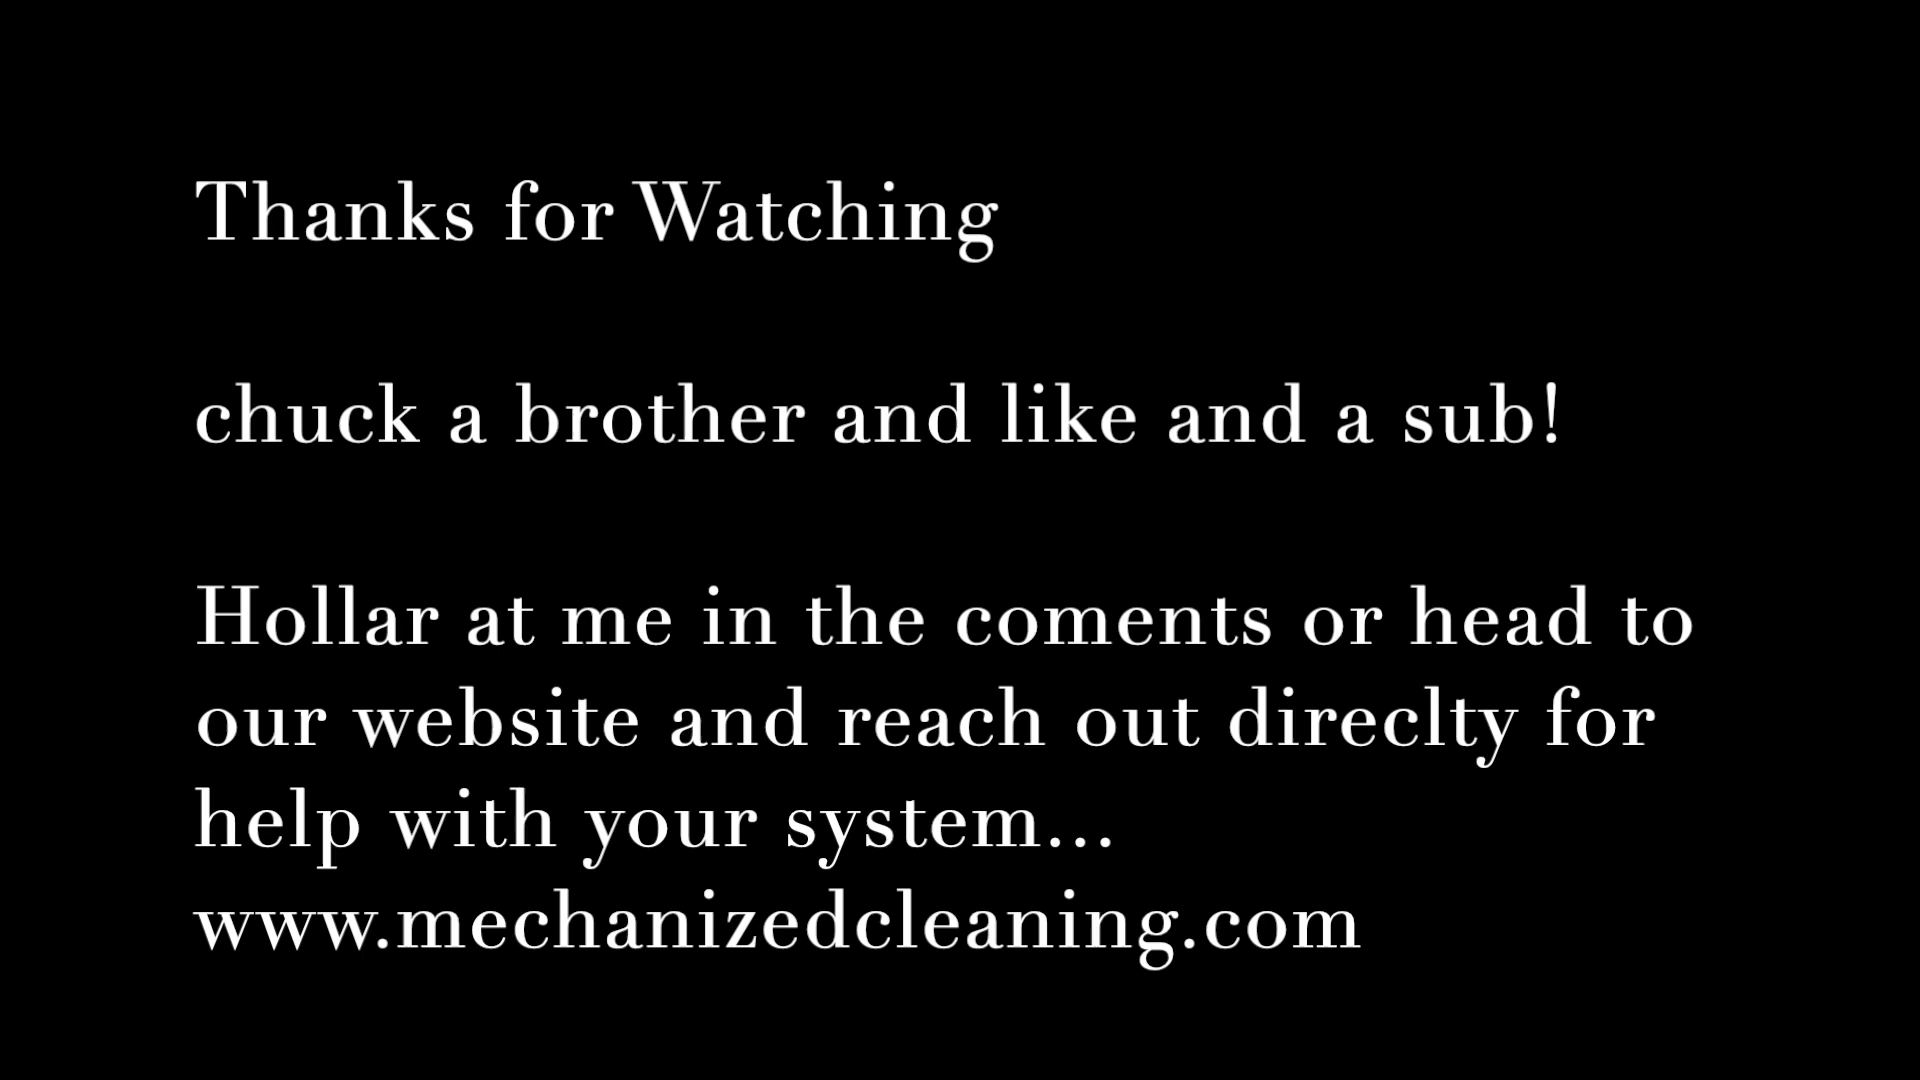 Thanks for Watching
chuck a brother and like and a sub!
Hollar at me in the coments or head to
our website and reach out direclty for
help with your system...
www.mechanizedcleaning.com